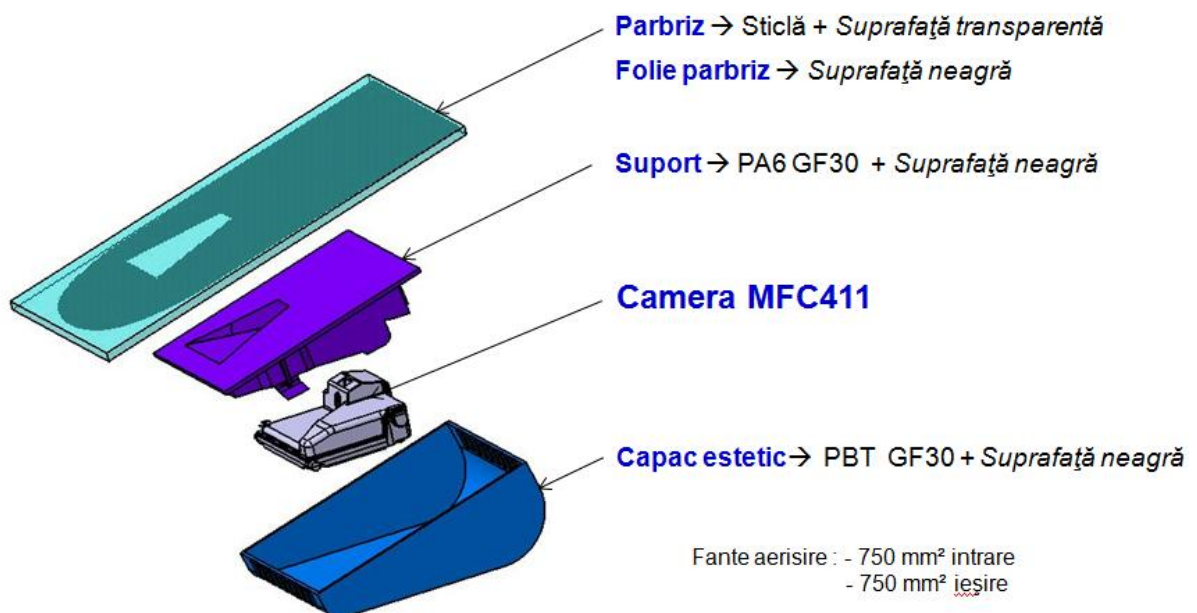 Parbriz → Sticlă + Suprafaţă transparentă
Folie parbriz → Suprafaţă neagră
Suport → PA6 GF30 + Suprafaţă neagră
Camera MFC411
Capac estetic → PBT GF30 + Suprafaţă neagră
Fante aerisire : - 750 mm² intrare
- 750 mm² ieşire